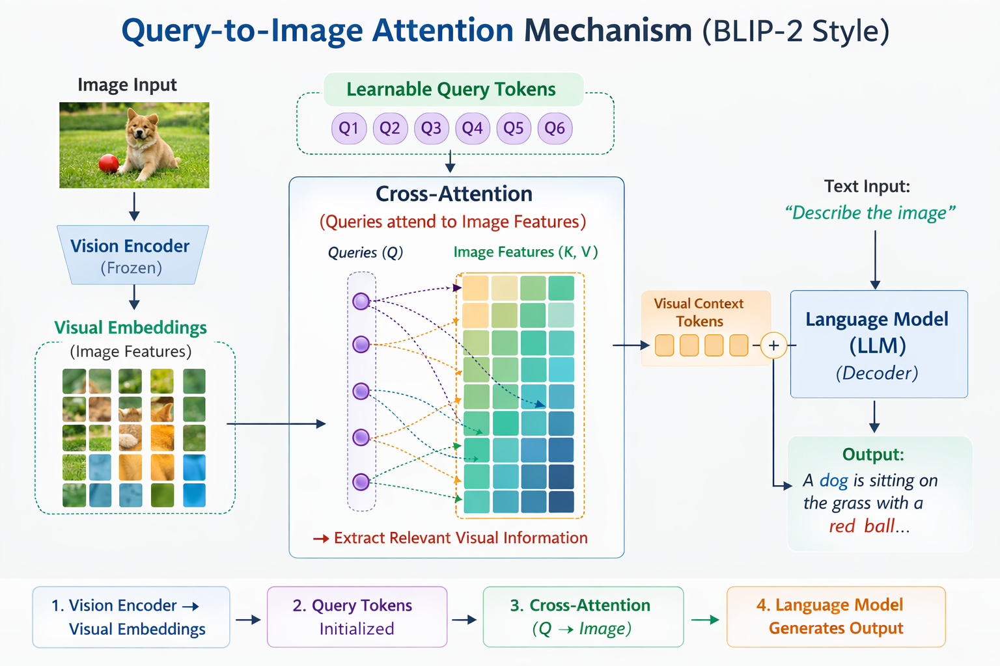 Query-to-Image Attention Mechanism (BLIP-2 Style)
Image Input
Vision Encoder
(Frozen)
Visual Embeddings
(Image Features)
Learnable Query Tokens
Q1 Q2 Q3 Q4 Q5 Q6
Cross-Attention
(Queries attend to Image Features)
Queries (Q)
Image Features (K, V)
→ Extract Relevant Visual Information
Visual Context
Tokens
+
Text Input:
“Describe the image”
Language Model
(LLM)
(Decoder)
Output:
A dog is sitting on
the grass with a
red ball...
1. Vision Encoder →
Visual Embeddings
2. Query Tokens
Initialized
3. Cross-Attention
(Q → Image)
4. Language Model
Generates Output